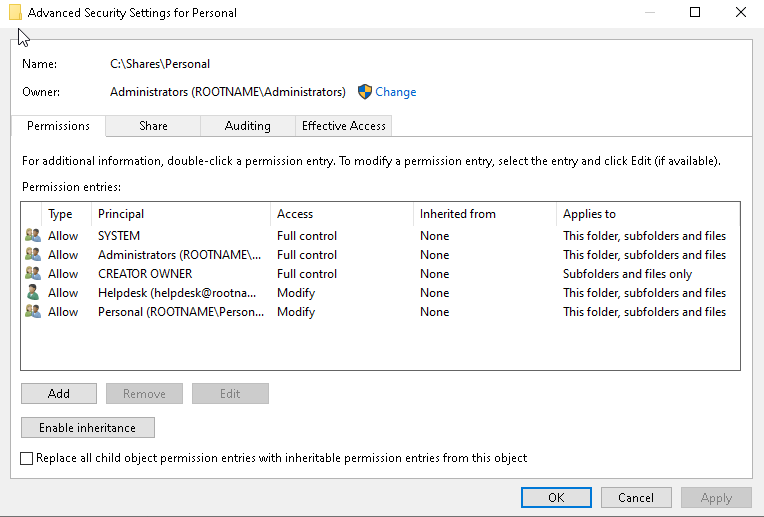 Advanced Security Settings for Personal
Name: C:\Shares\Personal
Owner: Administrators (ROOTNAME\Administrators) Change
Permissions Share Auditing Effective Access
For additional information, double-click a permission entry. To modify a permission entry, select the entry and click Edit (if available).
Permission entries:
Type Principal Access Inherited from Applies to
Allow SYSTEM Full control None This folder, subfolders and files
Allow Administrators (ROOTNAME\... Full control None This folder, subfolders and files
Allow CREATOR OWNER Full control None Subfolders and files only
Allow Helpdesk (helpdesk@rootna... Modify None This folder, subfolders and files
Allow Personal (ROOTNAME\Person... Modify None This folder, subfolders and files
Add Remove Edit
Enable inheritance
Replace all child object permission entries with inheritable permission entries from this object
OK Cancel Apply